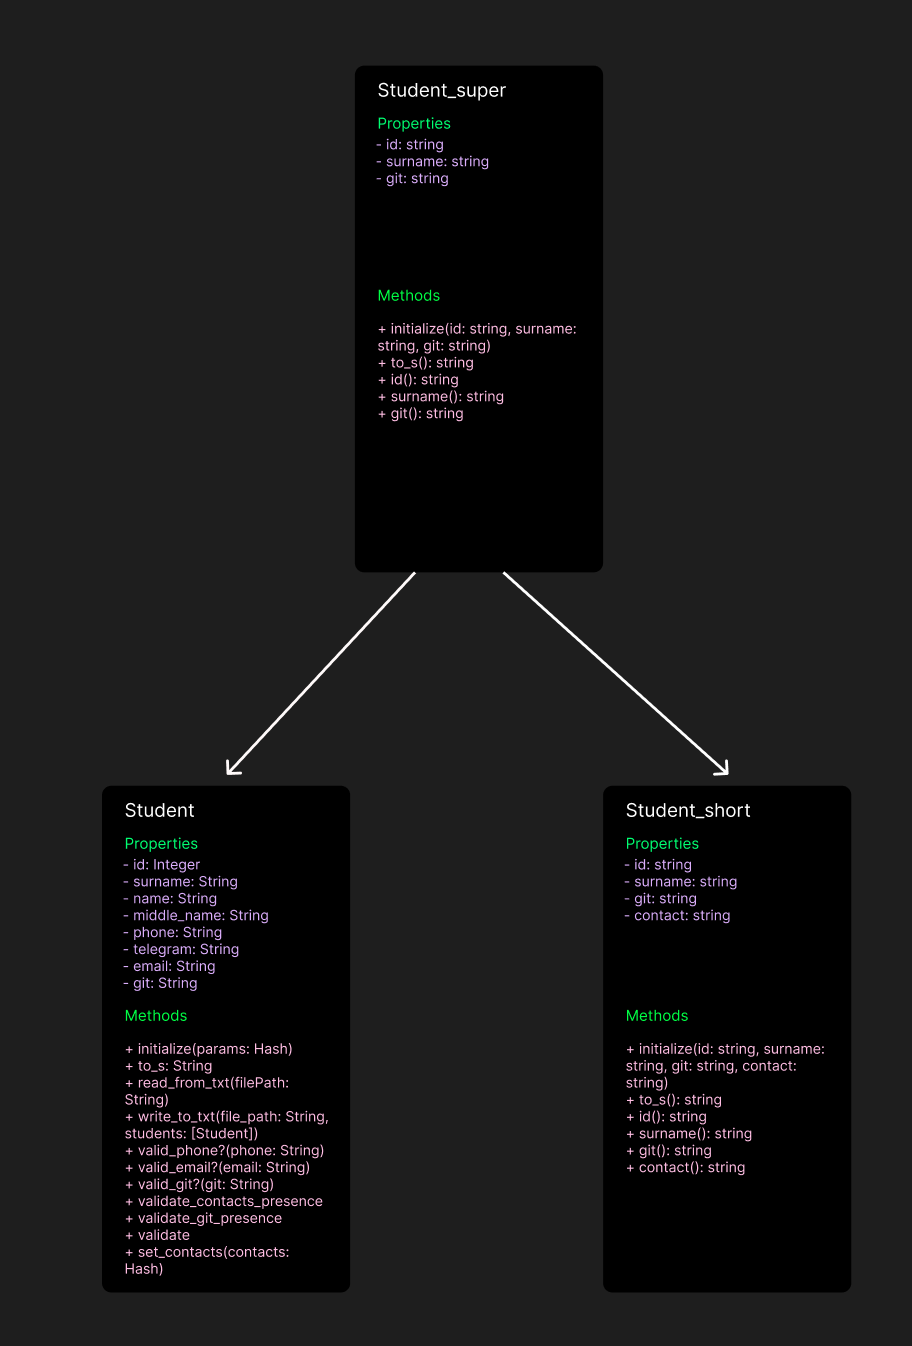 Student_super
Properties
- id: string
- surname: string
- git: string
Methods
+ initialize(id: string, surname:
string, git: string)
+ to_s(): string
+ id(): string
+ surname(): string
+ git(): string
Student
Properties
- id: Integer
- surname: String
- name: String
- middle_name: String
- phone: String
- telegram: String
- email: String
- git: String
Methods
+ initialize(params: Hash)
+ to_s: String
+ read_from_txt(filePath:
String)
+ write_to_txt(file_path: String,
students: [Student])
+ valid_phone?(phone: String)
+ valid_email?(email: String)
+ valid_git?(git: String)
+ validate_contacts_presence
+ validate_git_presence
+ validate
+ set_contacts(contacts:
Hash)
Student_short
Properties
- id: string
- surname: string
- git: string
- contact: string
Methods
+ initialize(id: string, surname:
string, git: string, contact:
string)
+ to_s(): string
+ id(): string
+ surname(): string
+ git(): string
+ contact(): string